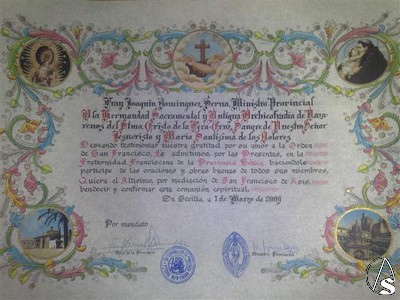 Fray Joaquín Domínguez Serna, Ministro Provincial
A la Hermandad Sacramental y Antigua Archicofradía de Naza-
renos del Stmo. Cristo de la Vera-Cruz, Sangre de Nuestro Señor
Jesucristo y María Santísima de los Dolores
Deseando testimoniar nuestra gratitud por su amor a la Orden
de San Francisco, Le admitimos, por las Presentes, en la
Fraternidad Franciscana de la Provincia Bética, haciéndole
partícipe de las oraciones y obras buenas de todos sus miembros,
Quiera el Altísimo, por mediación de San Francisco de Asís,
bendecir y confirmar esta comunión espiritual.
En Sevilla, a 1 Marzo de 2009
Por mandato
Ministro Provincial